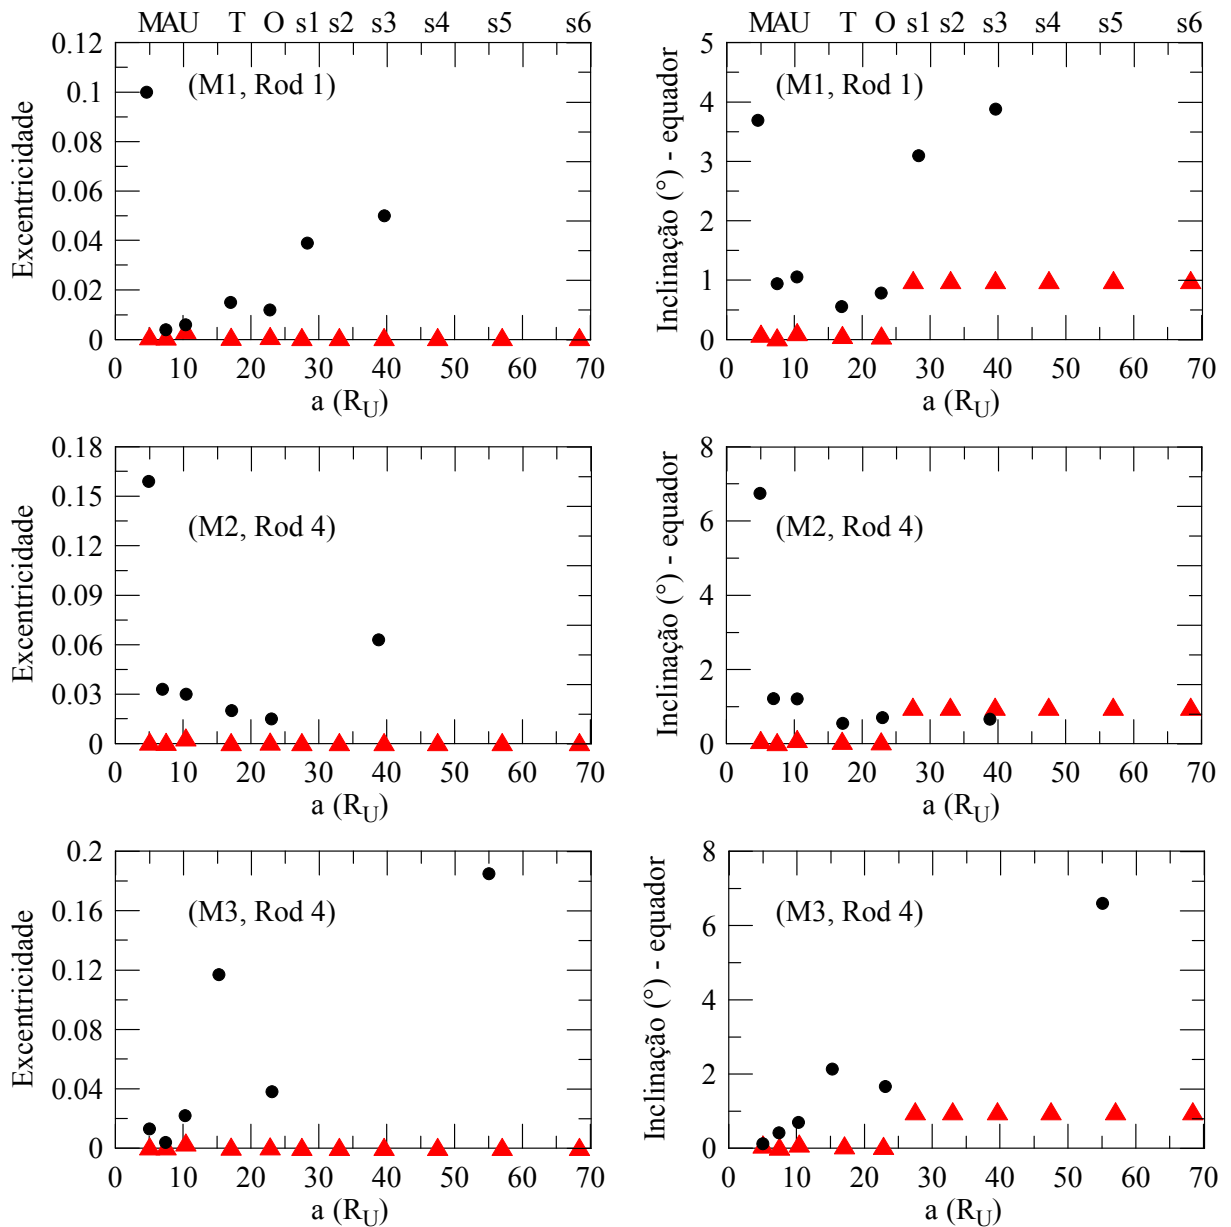 MAU T O s1 s2 s3 s4 s5 s6
0.12
0.1
0.08
0.06
0.04
0.02
0
Excentricidade
(M1, Rod 1)
0 10 20 30 40 50 60 70
a (R_U)
MAU T O s1 s2 s3 s4 s5 s6
5
4
3
2
1
0
Inclinação (°) - equador
(M1, Rod 1)
0 10 20 30 40 50 60 70
a (R_U)
0.18
0.15
0.12
0.09
0.06
0.03
0
Excentricidade
(M2, Rod 4)
0 10 20 30 40 50 60 70
a (R_U)
8
6
4
2
0
Inclinação (°) - equador
(M2, Rod 4)
0 10 20 30 40 50 60 70
a (R_U)
0.2
0.16
0.12
0.08
0.04
0
Excentricidade
(M3, Rod 4)
0 10 20 30 40 50 60 70
a (R_U)
8
6
4
2
0
Inclinação (°) - equador
(M3, Rod 4)
0 10 20 30 40 50 60 70
a (R_U)